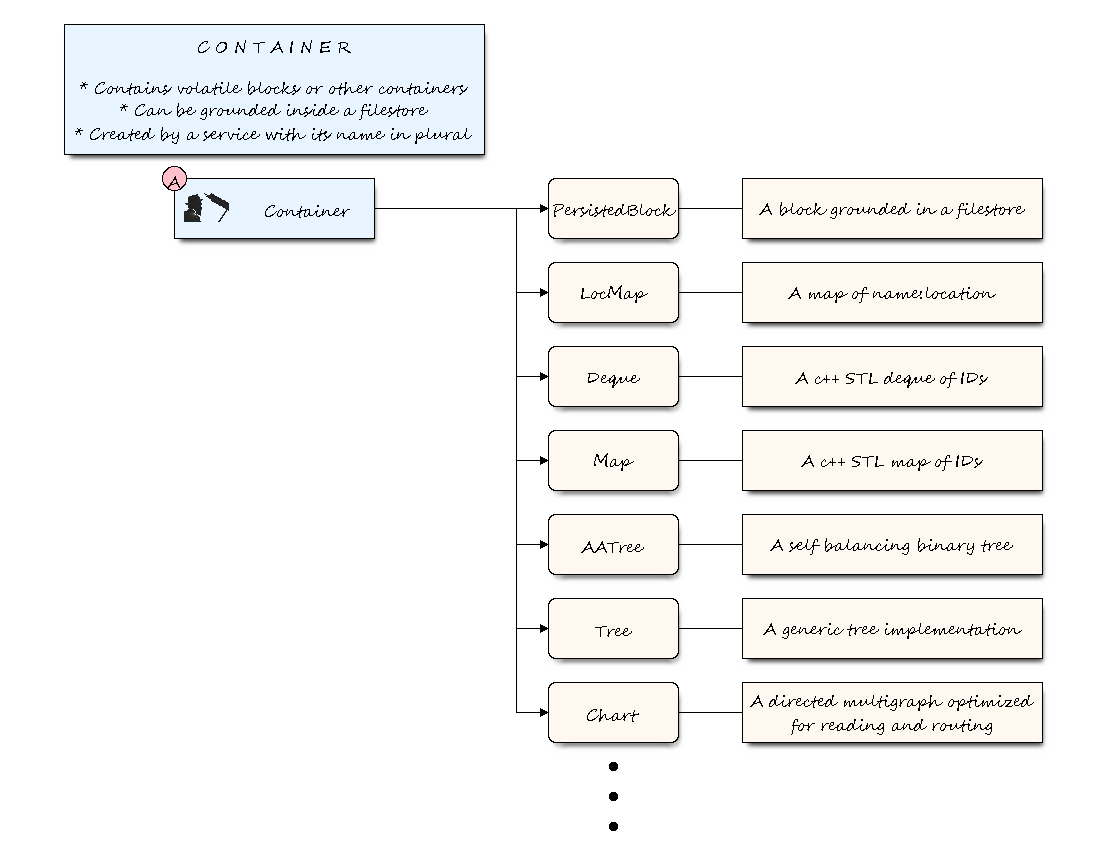 CONTAINER
* Contains volatile blocks or other containers
* Can be grounded inside a filestore
* Created by a service with its name in plural
A
Container
PersistedBlock
A block grounded in a filestore
LocMap
A map of name:location
Deque
A c++ STL deque of IDs
Map
A c++ STL map of IDs
AATree
A self balancing binary tree
Tree
A generic tree implementation
Chart
A directed multigraph optimized
for reading and routing